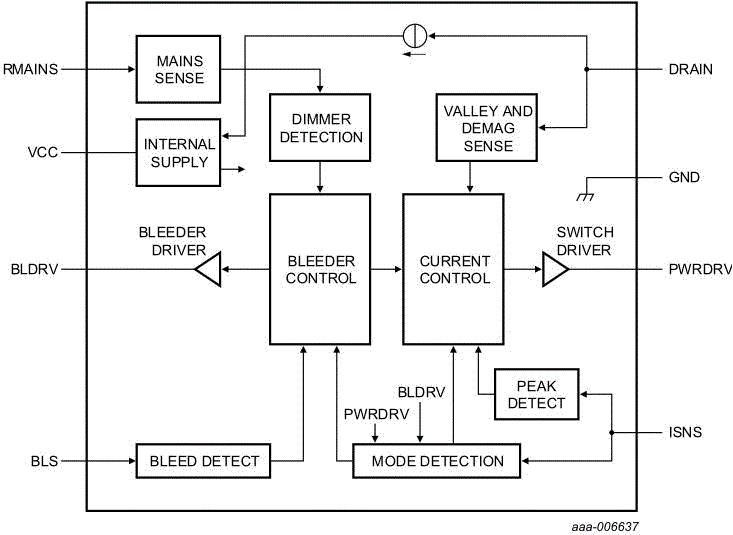 RMAINS
MAINS
SENSE
DRAIN
DIMMER
DETECTION
VALLEY AND
DEMAG
SENSE
VCC
INTERNAL
SUPPLY
GND
BLEEDER
DRIVER
BLEEDER
CONTROL
CURRENT
CONTROL
SWITCH
DRIVER
BLDRV
PWRDRV
PEAK
DETECT
BLDRV
PWRDRV
ISNS
BLS
BLEED DETECT
MODE DETECTION
aaa-006637